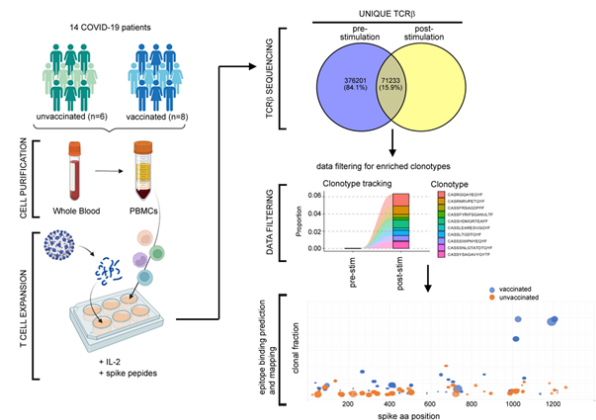 14 COVID-19 patients
unvaccinated (n=6)
vaccinated (n=8)
CELL PURIFICATION
Whole Blood
PBMCs
T CELL EXPANSION
+ IL-2
+ spike pepides
UNIQUE TCRβ
pre-
stimulation
post-
stimulation
TCRβ SEQUENCING
376201
(84.1%)
71233
(15.9%)
data filtering for enriched clonotypes
DATA FILTERING
Clonotype tracking
Proportion
0.06
0.04
0.02
0.00
pre-stim
post-stim
Clonotype
epitope binding prediction
and mapping
clonal fraction
vaccinated
unvaccinated
200
400
600
800
1000
1200
spike aa position